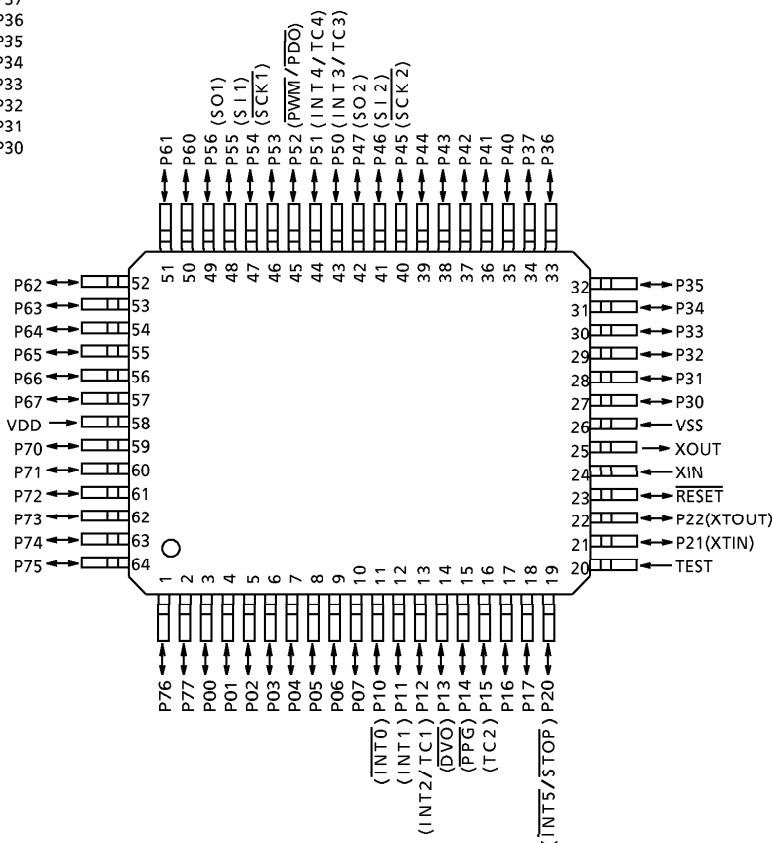 P36
P35
P34
P33
P32
P31
P30
P61
P60
P56 (SO1)
P55 (SI1)
P54 (SCK1)
P53
P52 (PWM/PDO)
P51 (INT4/TC4)
P50 (INT3/TC3)
P47 (SO2)
P46 (SI2)
P45 (SCK2)
P44
P43
P42
P41
P40
P37
P36
51 50 49 48 47 46 45 44 43 42 41 40 39 38 37 36 35 34 33
P62 52
P63 53
P64 54
P65 55
P66 56
P67 57
VDD 58
P70 59
P71 60
P72 61
P73 62
P74 63
P75 64
32 P35
31 P34
30 P33
29 P32
28 P31
27 P30
26 VSS
25 XOUT
24 XIN
23 RESET
22 P22(XTOUT)
21 P21(XTIN)
20 TEST
1 2 3 4 5 6 7 8 9 10 11 12 13 14 15 16 17 18 19
P76
P77
P00
P01
P02
P03
P04
P05
P06
P07
P10 (INT0)
P11 (INT1)
P12 (INT2/TC1)
P13 (DVO)
P14 (PPG)
P15 (TC2)
P16
P17
P20 (INT5/STOP)